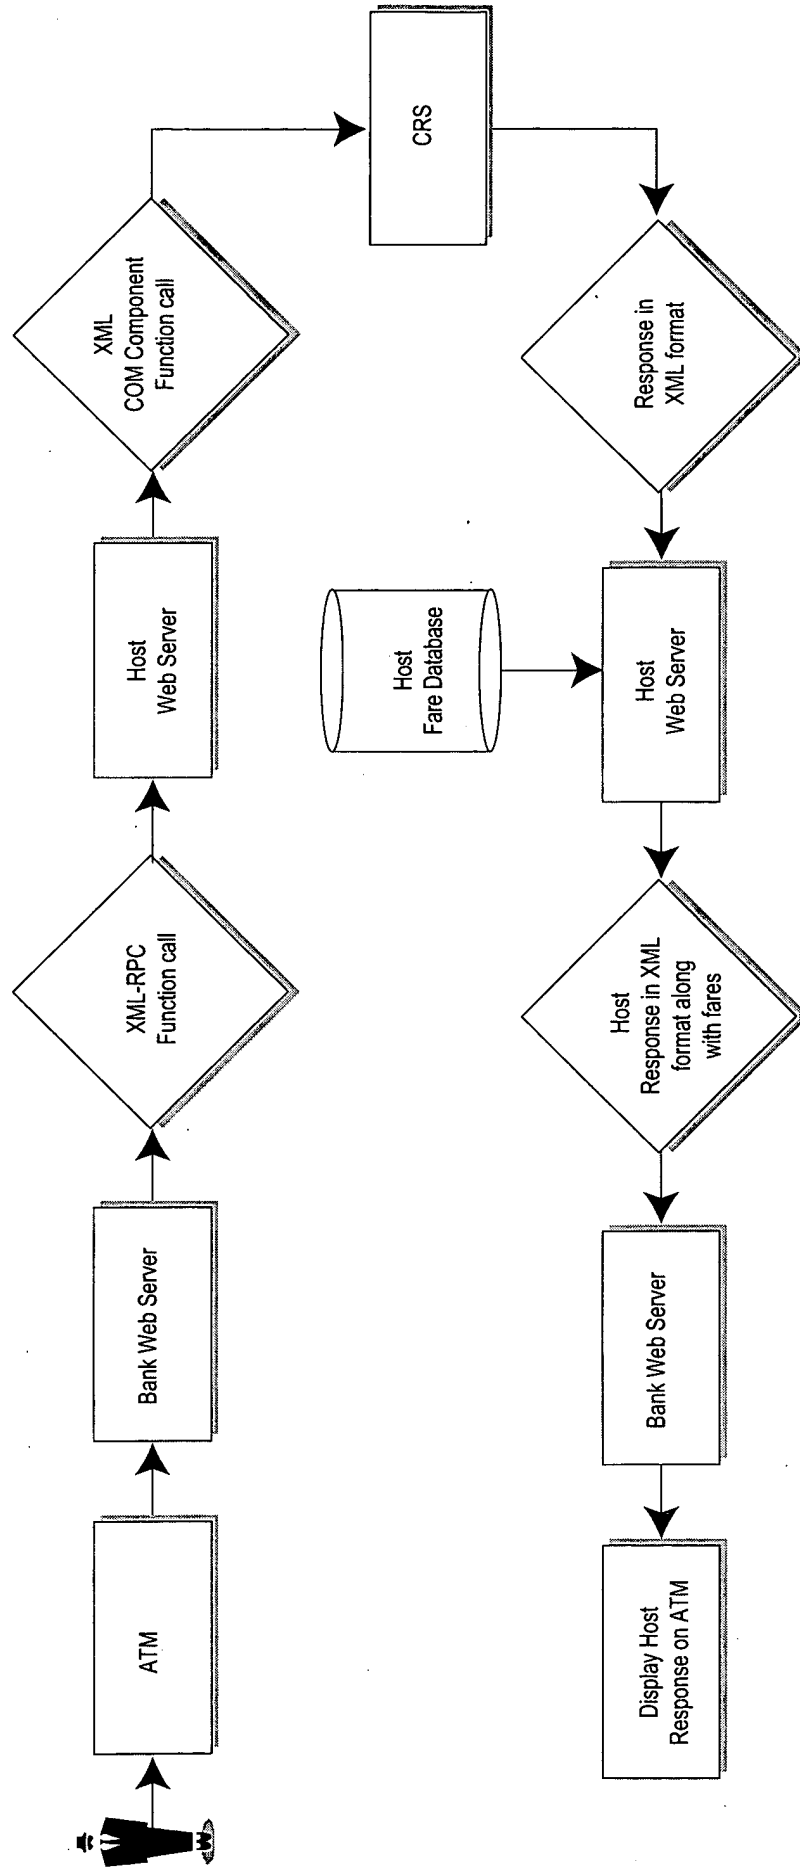 ATM
Bank Web Server
XML-RPC
Function call
Host
Web Server
XML
COM Component
Function call
CRS
Response in
XML format
Host
Fare Database
Host
Web Server
Host
Response in XML
format along
with fares
Bank Web Server
Display Host
Response on ATM